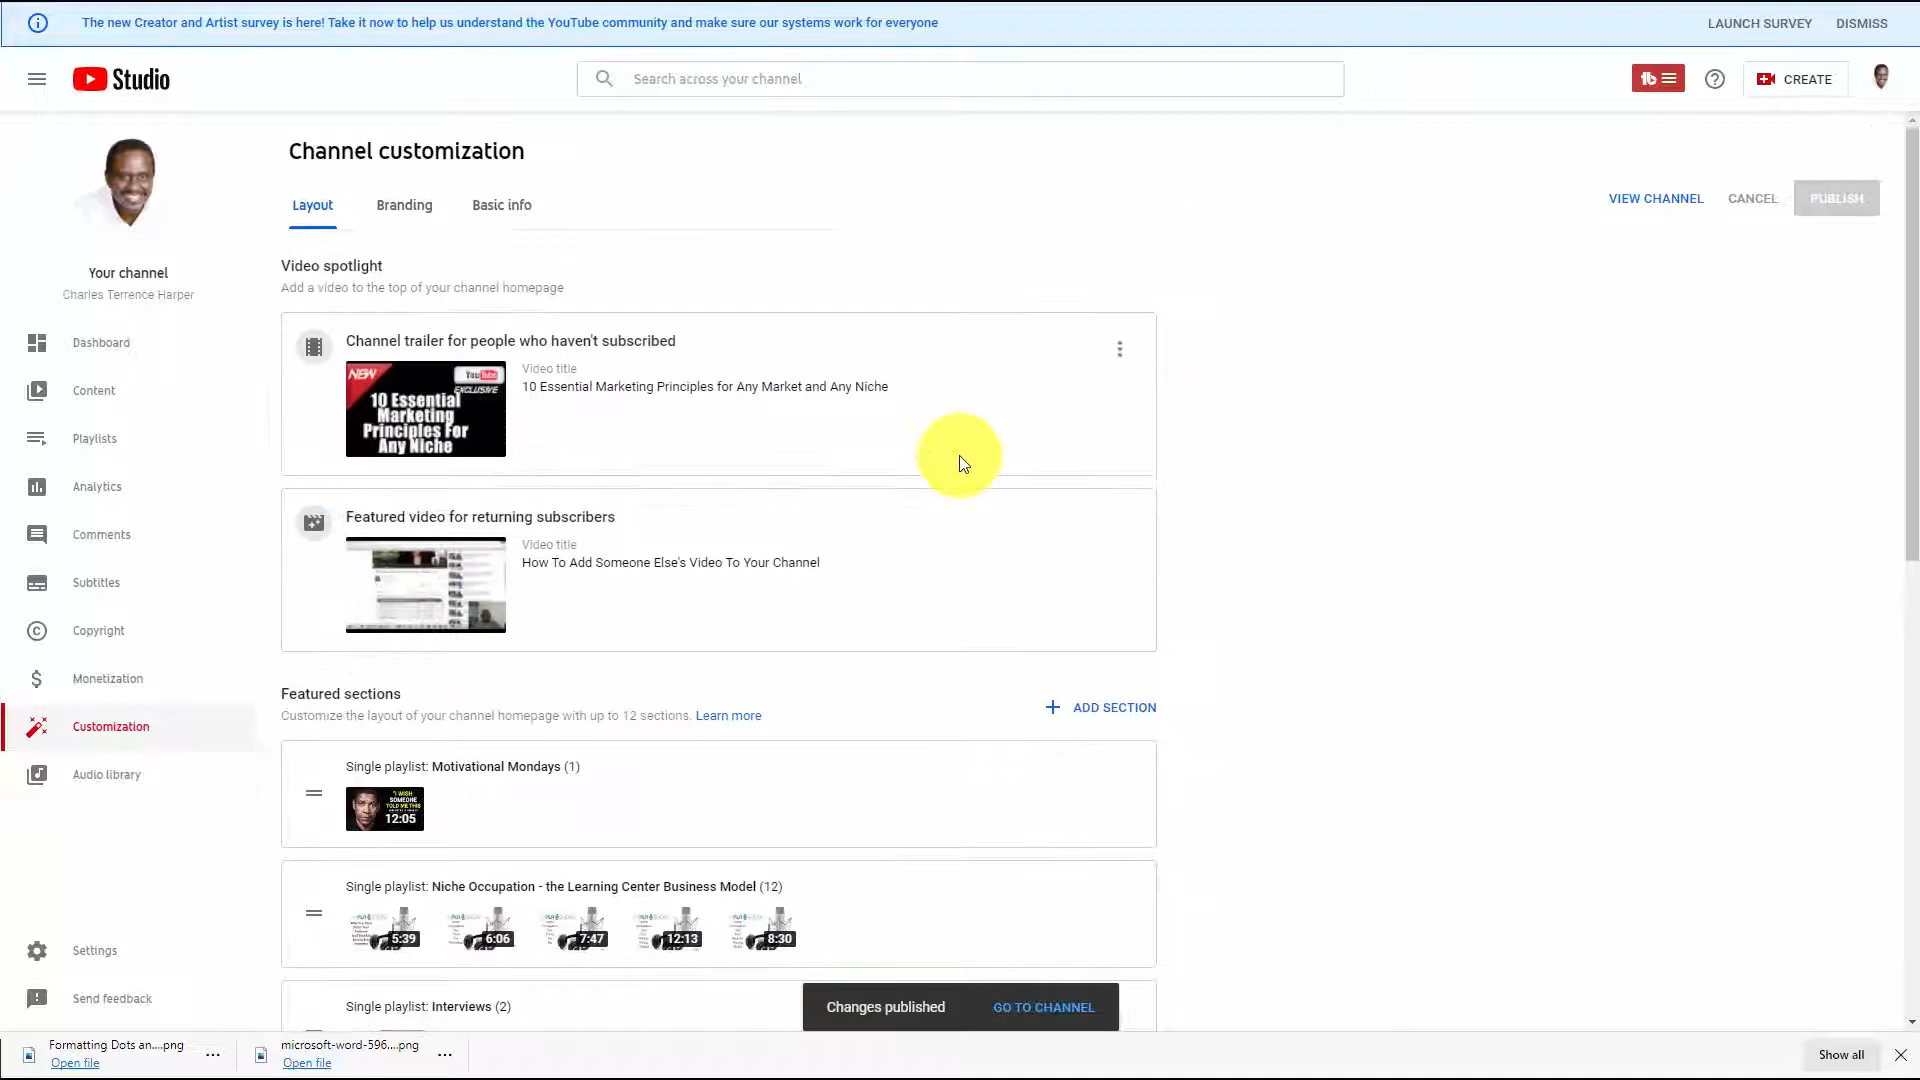 The new Creator and Artist survey is here! Take it now to help us understand the YouTube community and make sure our systems work for everyone
LAUNCH SURVEY
DISMISS
Studio
Search across your channel
CREATE
Channel customization
Layout
Branding
Basic info
VIEW CHANNEL
CANCEL
PUBLISH
Your channel
Charles Terrence Harper
Dashboard
Content
Playlists
Analytics
Comments
Subtitles
Copyright
Monetization
Customization
Audio library
Settings
Send feedback
Video spotlight
Add a video to the top of your channel homepage
Channel trailer for people who haven't subscribed
NEW
YouTube
EXCLUSIVE
10 Essential
Marketing
Principles For
Any Niche
Video title
10 Essential Marketing Principles for Any Market and Any Niche
Featured video for returning subscribers
Video title
How To Add Someone Else's Video To Your Channel
Featured sections
Customize the layout of your channel homepage with up to 12 sections. Learn more
ADD SECTION
Single playlist: Motivational Mondays (1)
"I WISH
SOMEONE
TOLD ME THIS
12:05
Single playlist: Niche Occupation - the Learning Center Business Model (12)
5:39
6:06
7:47
12:13
8:30
Single playlist: Interviews (2)
Changes published
GO TO CHANNEL
Formatting Dots an....png
Open file
microsoft-word-596....png
Open file
Show all